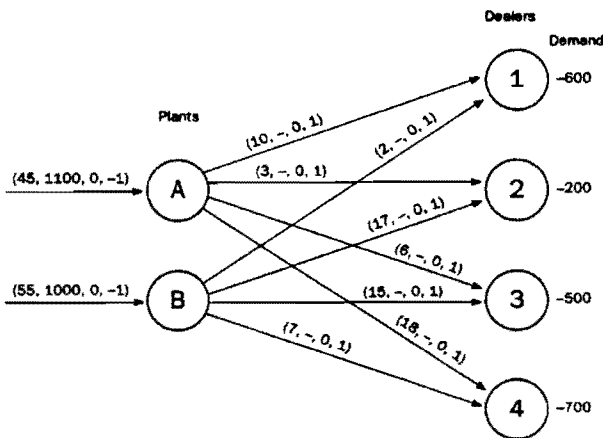 Dealers
Demand
1
-600
Plants
(10, -, 0, 1)
(2, -, 0, 1)
(45, 1100, 0, -1)
A
(3, -, 0, 1)
2
-200
(17, -, 0, 1)
(6, -, 0, 1)
(55, 1000, 0, -1)
B
(15, -, 0, 1)
3
-500
(18, -, 0, 1)
(7, -, 0, 1)
4
-700